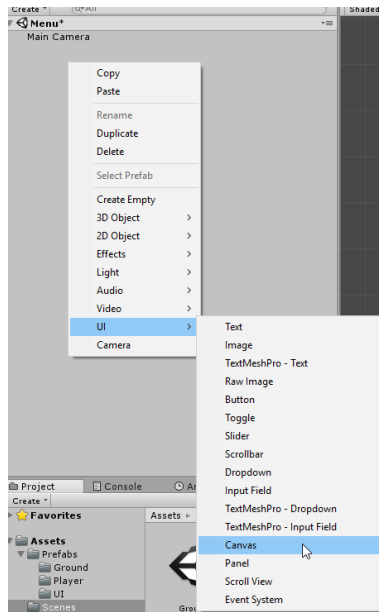 Create
All
Shaded
Menu*
Main Camera
Copy
Paste
Rename
Duplicate
Delete
Select Prefab
Create Empty
3D Object
2D Object
Effects
Light
Audio
Video
UI
Camera
Text
Image
TextMeshPro - Text
Raw Image
Button
Toggle
Slider
Scrollbar
Dropdown
Input Field
TextMeshPro - Dropdown
TextMeshPro - Input Field
Canvas
Panel
Scroll View
Event System
Project Console
Create
Favorites
Assets
Assets
Prefabs
Ground
Player
UI
Scenes